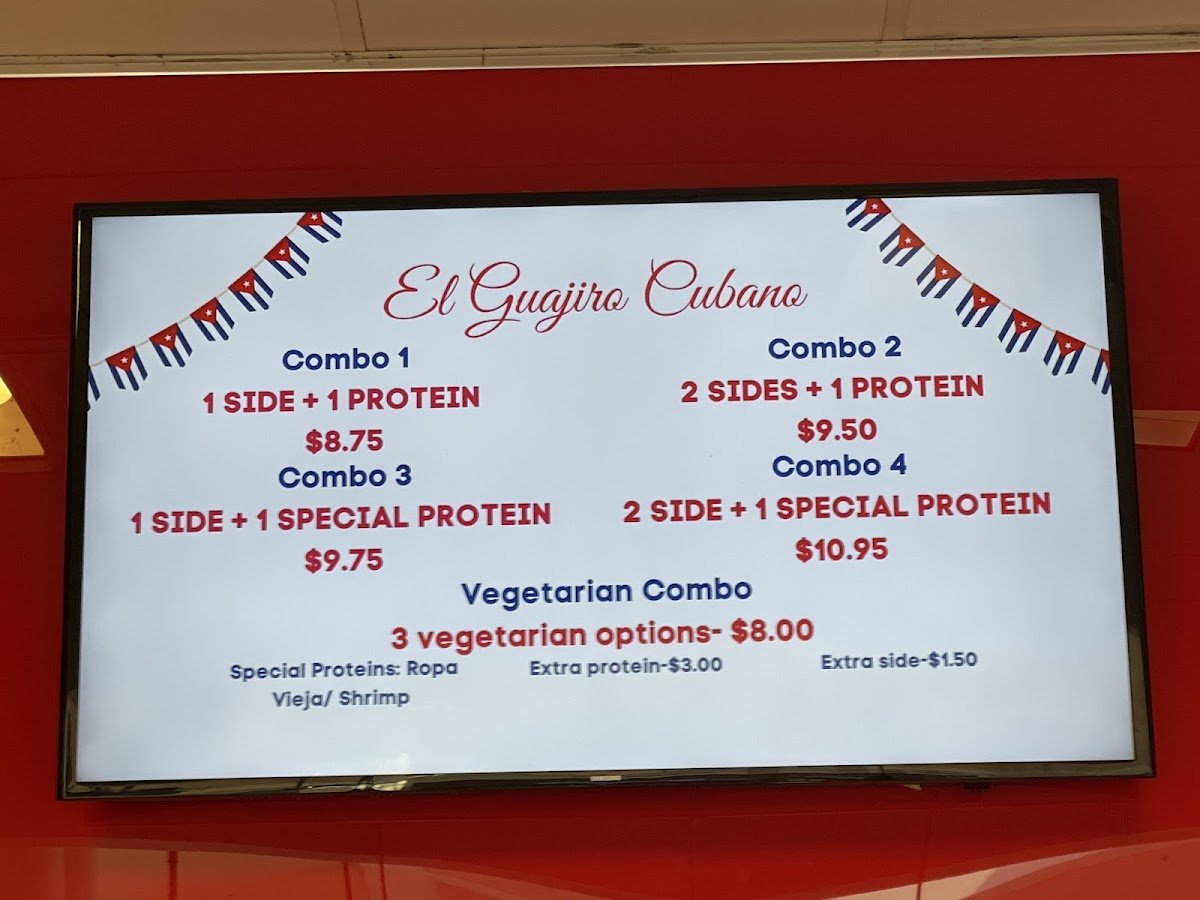 El Guajiro Cubano
Combo 1
1 SIDE + 1 PROTEIN
$8.75
Combo 2
2 SIDES + 1 PROTEIN
$9.50
Combo 3
1 SIDE + 1 SPECIAL PROTEIN
$9.75
Combo 4
2 SIDE + 1 SPECIAL PROTEIN
$10.95
Vegetarian Combo
3 vegetarian options- $8.00
Special Proteins: Ropa
Vieja/ Shrimp
Extra protein-$3.00
Extra side-$1.50